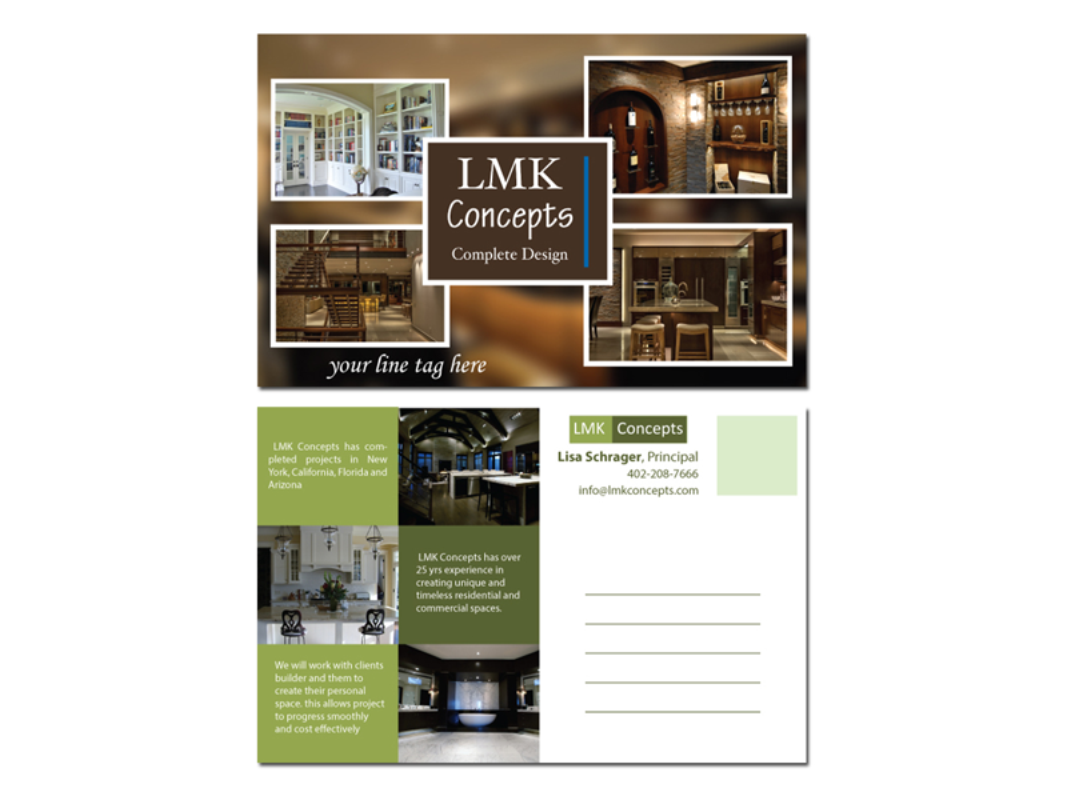 LMK
Concepts
Complete Design
your line tag here
LMK Concepts has com-
pleted projects in New
York, California, Florida and
Arizona
LMK Concepts has over
25 yrs experience in
creating unique and
timeless residential and
commercial spaces.
We will work with clients
builder and them to
create their personal
space. this allows project
to progress smoothly
and cost effectively
LMK Concepts
Lisa Schrager, Principal
402-208-7666
info@lmkconcepts.com